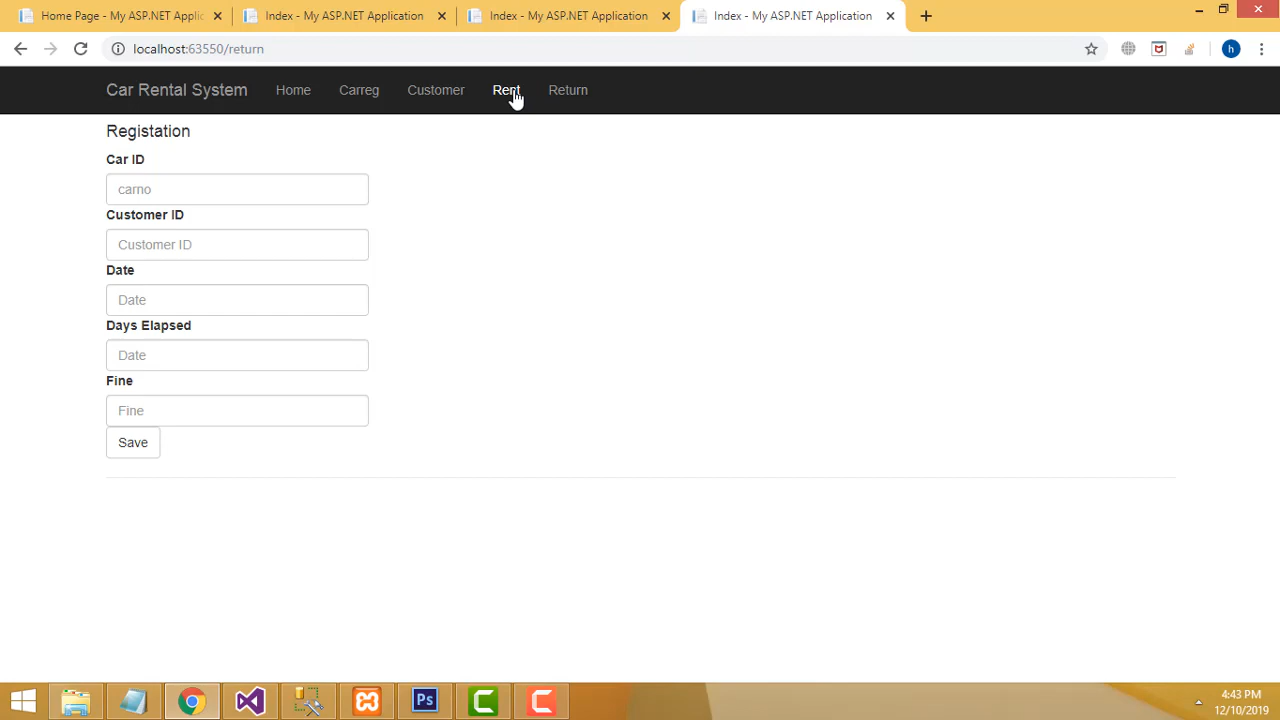 Home Page - My ASP.NET Applic
Index - My ASP.NET Application
Index - My ASP.NET Application
Index - My ASP.NET Application
localhost:63550/return
h
Car Rental System Home Carreg Customer Rent Return
Registation
Car ID
carno
Customer ID
Customer ID
Date
Date
Days Elapsed
Date
Fine
Fine
Save
Ps
4:43 PM
12/10/2019